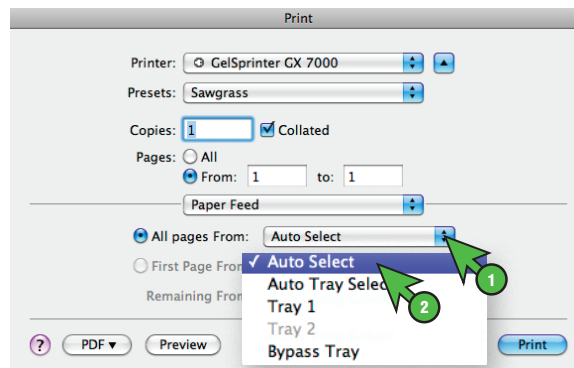 Print
Printer: GelSprinter GX 7000
Presets: Sawgrass
Copies: 1 Collated
Pages: All
From: 1 to: 1
Paper Feed
All pages From: Auto Select
First Page From
Remaining From
✓ Auto Select
Auto Tray Select
Tray 1
Tray 2
Bypass Tray
1
2
? PDF ▼ Preview Print